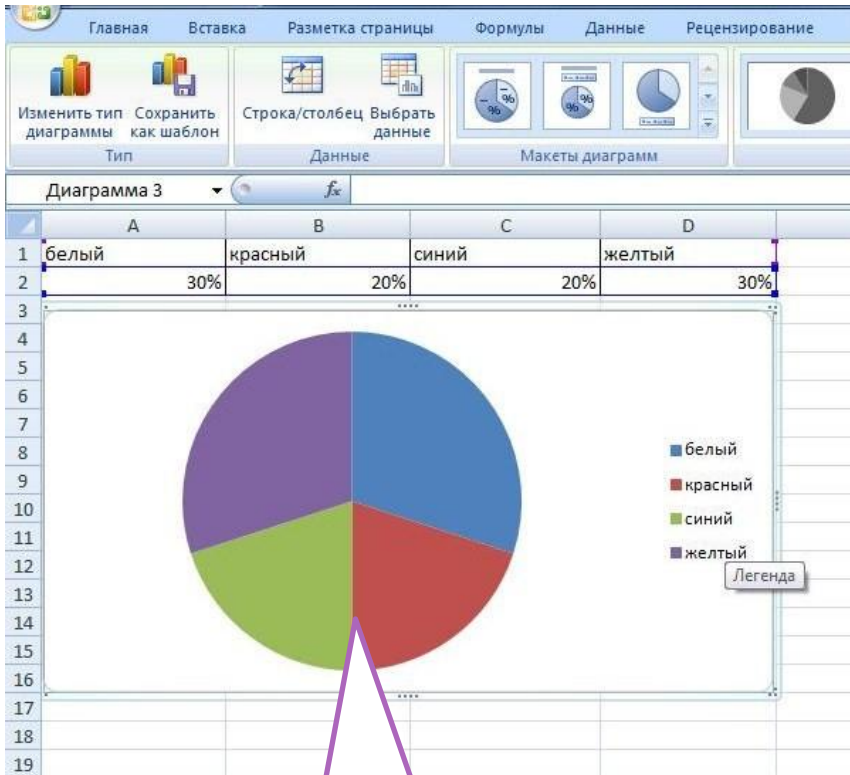 Главная Вставка Разметка страницы Формулы Данные Рецензирование
Изменить тип диаграммы Сохранить как шаблон Строка/столбец Выбрать данные
Тип Данные Макеты диаграмм
Диаграмма 3 fx
A B C D
1 белый красный синий желтый
2 30% 20% 20% 30%
3
4
5
6
7
8 белый
9 красный
10 синий
11
12 желтый
Легенда
13
14
15
16
17
18
19